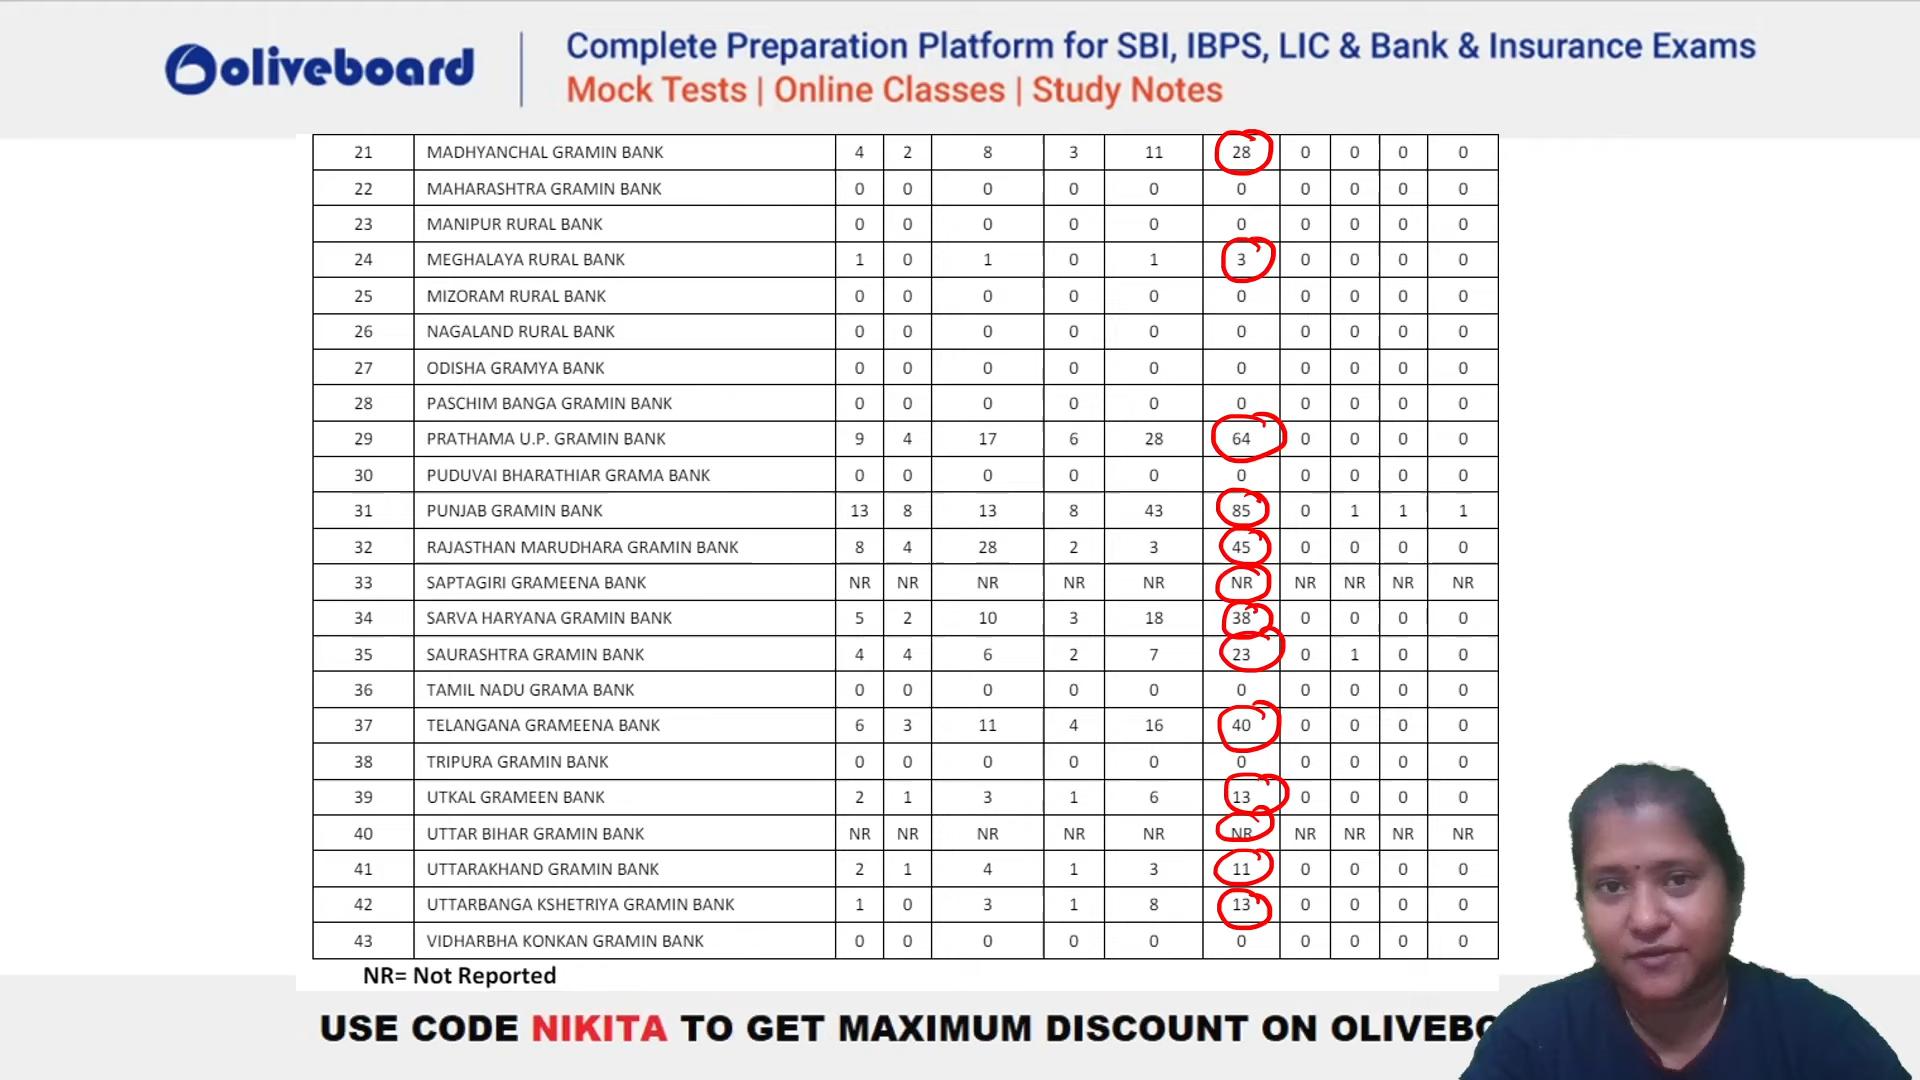 oliveboard
Complete Preparation Platform for SBI, IBPS, LIC & Bank & Insurance Exams
Mock Tests | Online Classes | Study Notes
21 MADHYANCHAL GRAMIN BANK 4 2 8 3 11 28 0 0 0 0
22 MAHARASHTRA GRAMIN BANK 0 0 0 0 0 0 0 0 0 0
23 MANIPUR RURAL BANK 0 0 0 0 0 0 0 0 0 0
24 MEGHALAYA RURAL BANK 1 0 1 0 1 3 0 0 0 0
25 MIZORAM RURAL BANK 0 0 0 0 0 0 0 0 0 0
26 NAGALAND RURAL BANK 0 0 0 0 0 0 0 0 0 0
27 ODISHA GRAMYA BANK 0 0 0 0 0 0 0 0 0 0
28 PASCHIM BANGA GRAMIN BANK 0 0 0 0 0 0 0 0 0 0
29 PRATHAMA U.P. GRAMIN BANK 9 4 17 6 28 64 0 0 0 0
30 PUDUVAI BHARATHIAR GRAMA BANK 0 0 0 0 0 0 0 0 0 0
31 PUNJAB GRAMIN BANK 13 8 13 8 43 85 0 1 1 1
32 RAJASTHAN MARUDHARA GRAMIN BANK 8 4 28 2 3 45 0 0 0 0
33 SAPTAGIRI GRAMEENA BANK NR NR NR NR NR NR NR NR NR NR
34 SARVA HARYANA GRAMIN BANK 5 2 10 3 18 38 0 0 0 0
35 SAURASHTRA GRAMIN BANK 4 4 6 2 7 23 0 1 0 0
36 TAMIL NADU GRAMA BANK 0 0 0 0 0 0 0 0 0 0
37 TELANGANA GRAMEENA BANK 6 3 11 4 16 40 0 0 0 0
38 TRIPURA GRAMIN BANK 0 0 0 0 0 0 0 0 0 0
39 UTKAL GRAMEEN BANK 2 1 3 1 6 13 0 0 0 0
40 UTTAR BIHAR GRAMIN BANK NR NR NR NR NR NR NR NR NR NR
41 UTTARAKHAND GRAMIN BANK 2 1 4 1 3 11 0 0 0 0
42 UTTARBANGA KSHETRIYA GRAMIN BANK 1 0 3 1 8 13 0 0 0 0
43 VIDHARBHA KONKAN GRAMIN BANK 0 0 0 0 0 0 0 0 0 0
NR= Not Reported
USE CODE NIKITA TO GET MAXIMUM DISCOUNT ON OLIVEBO